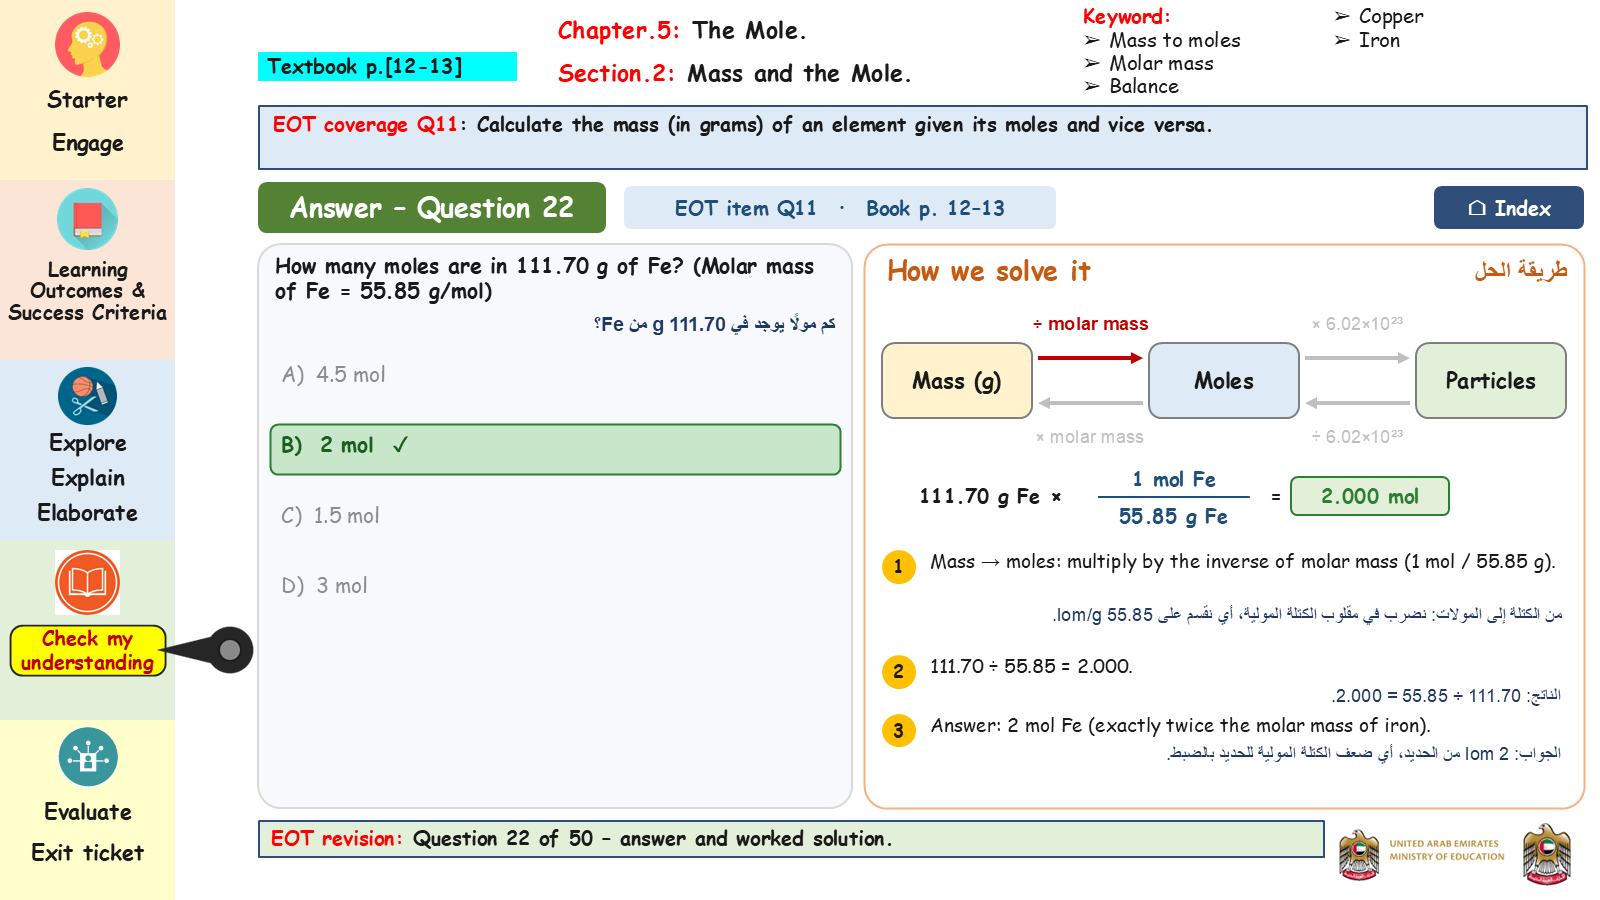 Starter
Engage
Learning
Outcomes &
Success Criteria
Explore
Explain
Elaborate
Check my
understanding
Evaluate
Exit ticket
Textbook p.[12-13]
Chapter.5: The Mole.
Section.2: Mass and the Mole.
Keyword:
➢ Mass to moles
➢ Molar mass
➢ Balance
➢ Copper
➢ Iron
EOT coverage Q11: Calculate the mass (in grams) of an element given its moles and vice versa.
Answer – Question 22
EOT item Q11 · Book p. 12–13
Index
How many moles are in 111.70 g of Fe? (Molar mass
of Fe = 55.85 g/mol)
كم مولًا يوجد في 111.70 g من Fe؟
A) 4.5 mol
B) 2 mol ✓
C) 1.5 mol
D) 3 mol
How we solve it
طريقة الحل
÷ molar mass
× 6.02×10²³
Mass (g)
Moles
Particles
× molar mass
÷ 6.02×10²³
111.70 g Fe ×
1 mol Fe
55.85 g Fe
=
2.000 mol
1
Mass → moles: multiply by the inverse of molar mass (1 mol / 55.85 g).
من الكتلة إلى المولات: نضرب في مقلوب الكتلة المولية، أي نقسم على 55.85 lom/g.
2
111.70 ÷ 55.85 = 2.000.
الناتج: 111.70 ÷ 55.85 = 2.000.
3
Answer: 2 mol Fe (exactly twice the molar mass of iron).
الجواب: 2 lom من الحديد، أي ضعف الكتلة المولية للحديد بالضبط.
EOT revision: Question 22 of 50 – answer and worked solution.
UNITED ARAB EMIRATES
MINISTRY OF EDUCATION